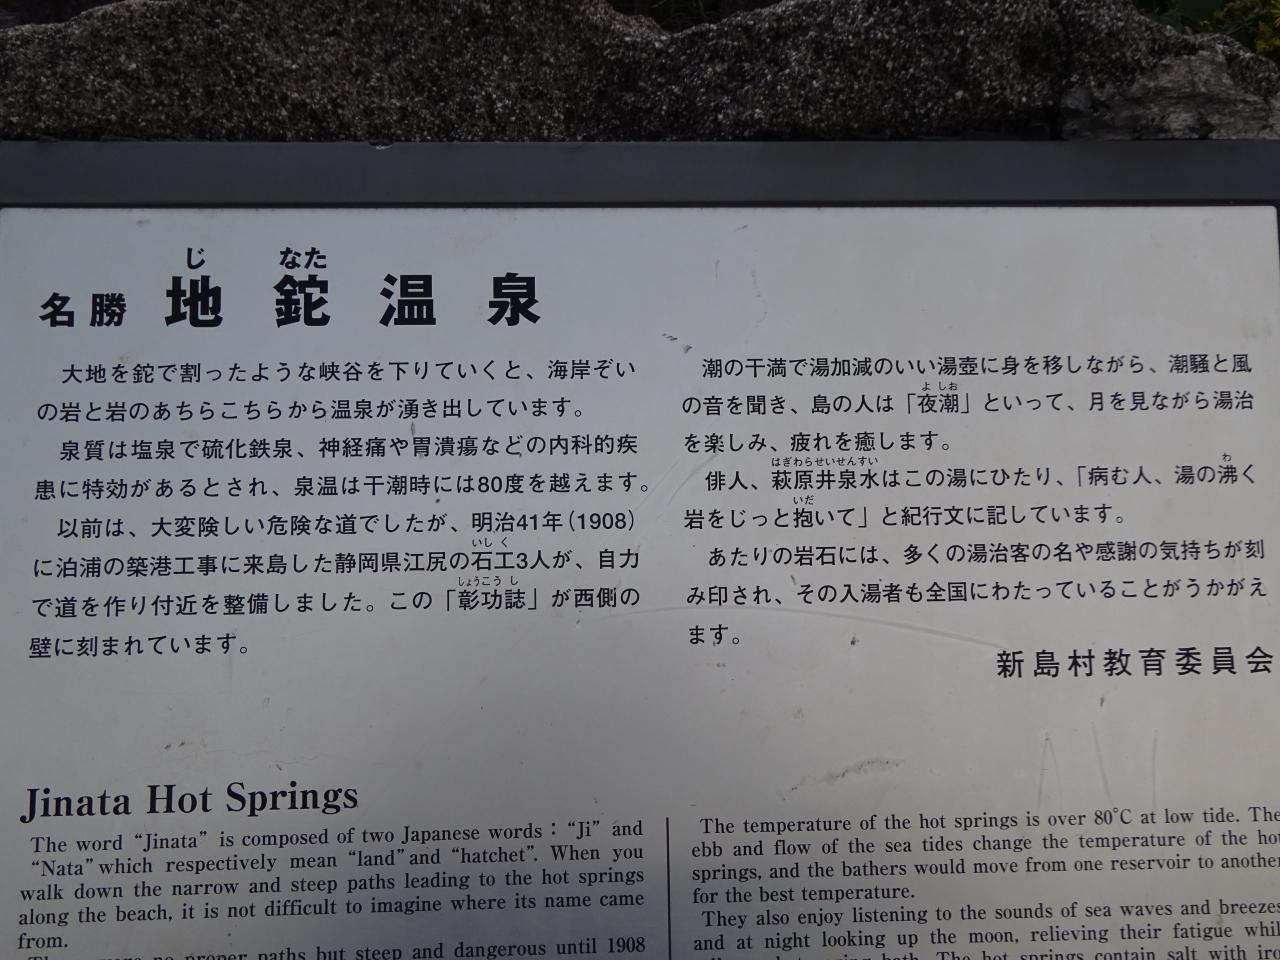 じ なた
名勝 地 鉈 温 泉
大地を鉈で割ったような峡谷を下りていくと、海岸ぞい
の岩と岩のあちらこちらから温泉が湧き出しています。
泉質は塩泉で硫化鉄泉、神経痛や胃潰瘍などの内科的疾
患に特効があるとされ、泉温は干潮時には80度を越えます。
以前は、大変険しい危険な道でしたが、明治41年(1908)
いし く
に泊浦の築港工事に来島した静岡県江尻の石工3人が、自力
しょうこう し
で道を作り付近を整備しました。この「彰功誌」が西側の
壁に刻まれています。
潮の干満で湯加減のいい湯壺に身を移しながら、潮騒と風
よ しお
の音を聞き、島の人は「夜潮」といって、月を見ながら湯治
を楽しみ、疲れを癒します。
はぎわらせいせんすい わ
俳人、萩原井泉水はこの湯にひたり、「病む人、湯の沸く
いだ
岩をじっと抱いて」と紀行文に記しています。
あたりの岩石には、多くの湯治客の名や感謝の気持ちが刻
み印され、その入湯者も全国にわたっていることがうかがえ
ます。
新島村教育委員会
Jinata Hot Springs
The word “Jinata” is composed of two Japanese words：“Ji” and
“Nata” which respectively mean “land” and “hatchet”. When you
walk down the narrow and steep paths leading to the hot springs
along the beach, it is not difficult to imagine where its name came
from.
no proper paths but steep and dangerous until 1908
The temperature of the hot springs is over 80°C at low tide. The
ebb and flow of the sea tides change the temperature of the hot
springs, and the bathers would move from one reservoir to another
for the best temperature.
They also enjoy listening to the sounds of sea waves and breezes
and at night looking up the moon, relieving their fatigue whil
bath. The hot springs contain salt with iro